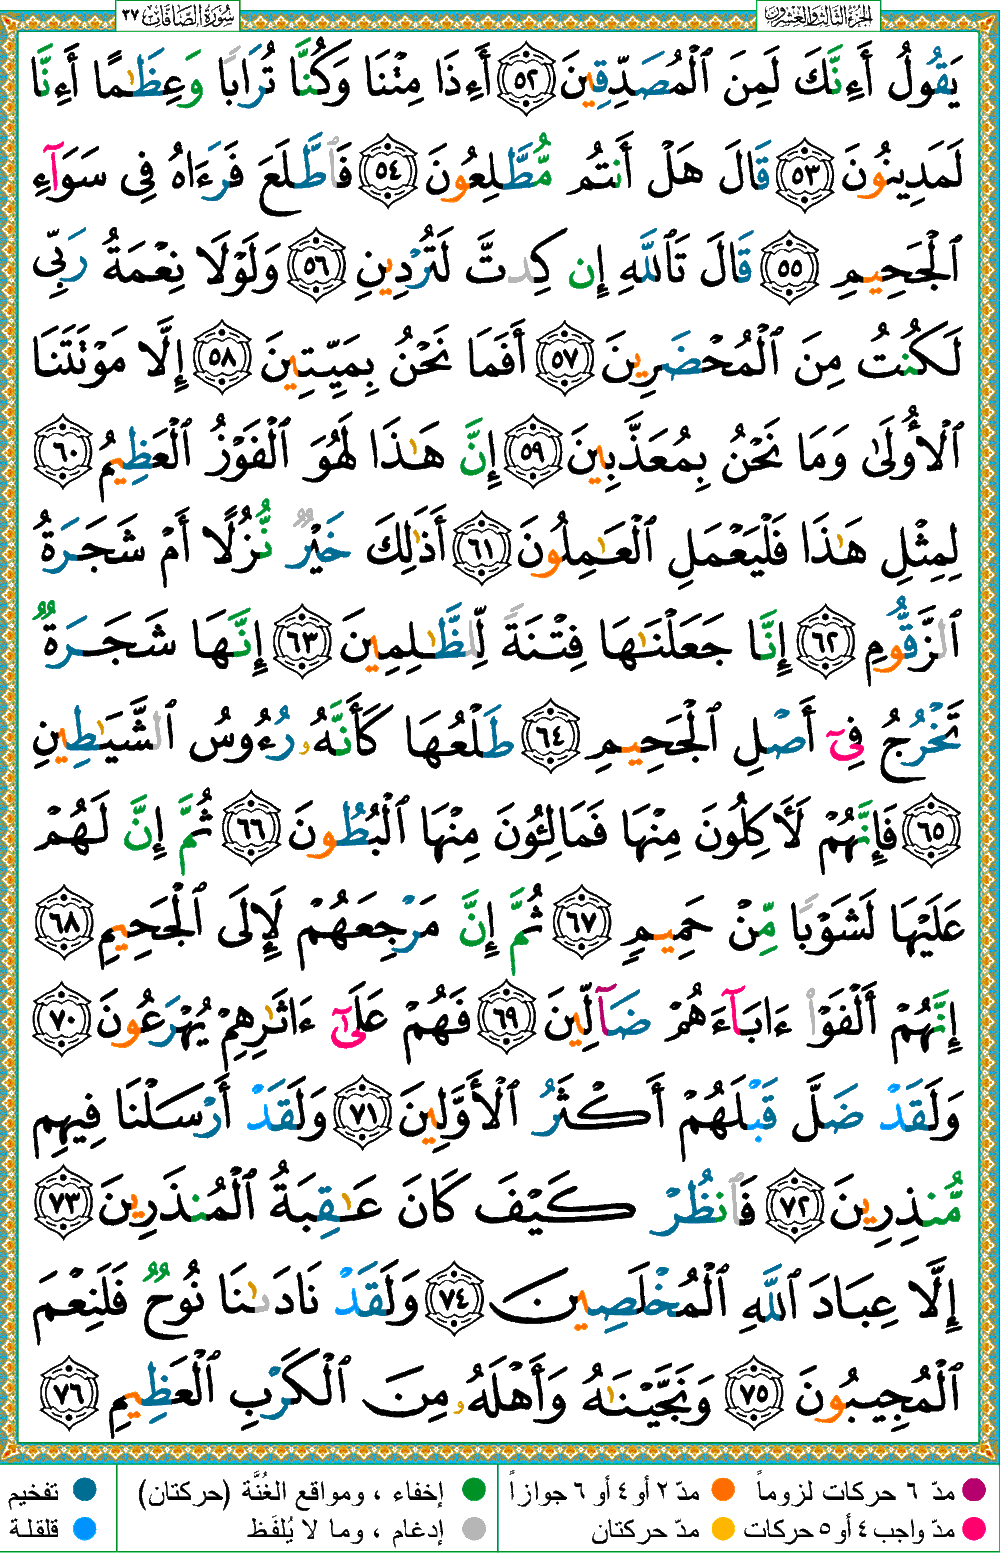 الجزء الثالث والعشرون
سورة الصافات ٣٧
يَقُولُ أَءِنَّكَ لَمِنَ ٱلْمُصَدِّقِينَ ٥٢ أَءِذَا مِتْنَا وَكُنَّا تُرَابًا وَعِظَٰمًا أَءِنَّا
لَمَدِينُونَ ٥٣ قَالَ هَلْ أَنتُم مُّطَّلِعُونَ ٥٤ فَٱطَّلَعَ فَرَءَاهُ فِى سَوَآءِ
ٱلْجَحِيمِ ٥٥ قَالَ تَٱللَّهِ إِن كِدتَّ لَتُرْدِينِ ٥٦ وَلَوْلَا نِعْمَةُ رَبِّى
لَكُنتُ مِنَ ٱلْمُحْضَرِينَ ٥٧ أَفَمَا نَحْنُ بِمَيِّتِينَ ٥٨ إِلَّا مَوْتَتَنَا
ٱلْأُولَىٰ وَمَا نَحْنُ بِمُعَذَّبِينَ ٥٩ إِنَّ هَٰذَا لَهُوَ ٱلْفَوْزُ ٱلْعَظِيمُ ٦٠
لِمِثْلِ هَٰذَا فَلْيَعْمَلِ ٱلْعَٰمِلُونَ ٦١ أَذَٰلِكَ خَيْرٌ نُّزُلًا أَمْ شَجَرَةُ
ٱلزَّقُّومِ ٦٢ إِنَّا جَعَلْنَٰهَا فِتْنَةً لِّلظَّٰلِمِينَ ٦٣ إِنَّهَا شَجَرَةٌ
تَخْرُجُ فِىٓ أَصْلِ ٱلْجَحِيمِ ٦٤ طَلْعُهَا كَأَنَّهُۥ رُءُوسُ ٱلشَّيَٰطِينِ
٦٥ فَإِنَّهُمْ لَءَاكِلُونَ مِنْهَا فَمَالِـُٔونَ مِنْهَا ٱلْبُطُونَ ٦٦ ثُمَّ إِنَّ لَهُمْ
عَلَيْهَا لَشَوْبًا مِّنْ حَمِيمٍ ٦٧ ثُمَّ إِنَّ مَرْجِعَهُمْ لَإِلَى ٱلْجَحِيمِ ٦٨
إِنَّهُمْ أَلْفَوْا۟ ءَابَآءَهُمْ ضَآلِّينَ ٦٩ فَهُمْ عَلَىٰٓ ءَاثَٰرِهِمْ يُهْرَعُونَ ٧٠
وَلَقَدْ ضَلَّ قَبْلَهُمْ أَكْثَرُ ٱلْأَوَّلِينَ ٧١ وَلَقَدْ أَرْسَلْنَا فِيهِم
مُّنذِرِينَ ٧٢ فَٱنظُرْ كَيْفَ كَانَ عَٰقِبَةُ ٱلْمُنذَرِينَ ٧٣
إِلَّا عِبَادَ ٱللَّهِ ٱلْمُخْلَصِينَ ٧٤ وَلَقَدْ نَادَىٰنَا نُوحٌ فَلَنِعْمَ
ٱلْمُجِيبُونَ ٧٥ وَنَجَّيْنَٰهُ وَأَهْلَهُۥ مِنَ ٱلْكَرْبِ ٱلْعَظِيمِ ٧٦
مدّ ٦ حركات لزوماً مدّ ٢ أو ٤ أو ٦ جوازاً إخفاء ، ومواقع الغُنَّة (حركتان) تفخيم
مدّ واجب ٤ أو ٥ حركات مدّ حركتان إدغام ، وما لا يُلفَظ قلقلة